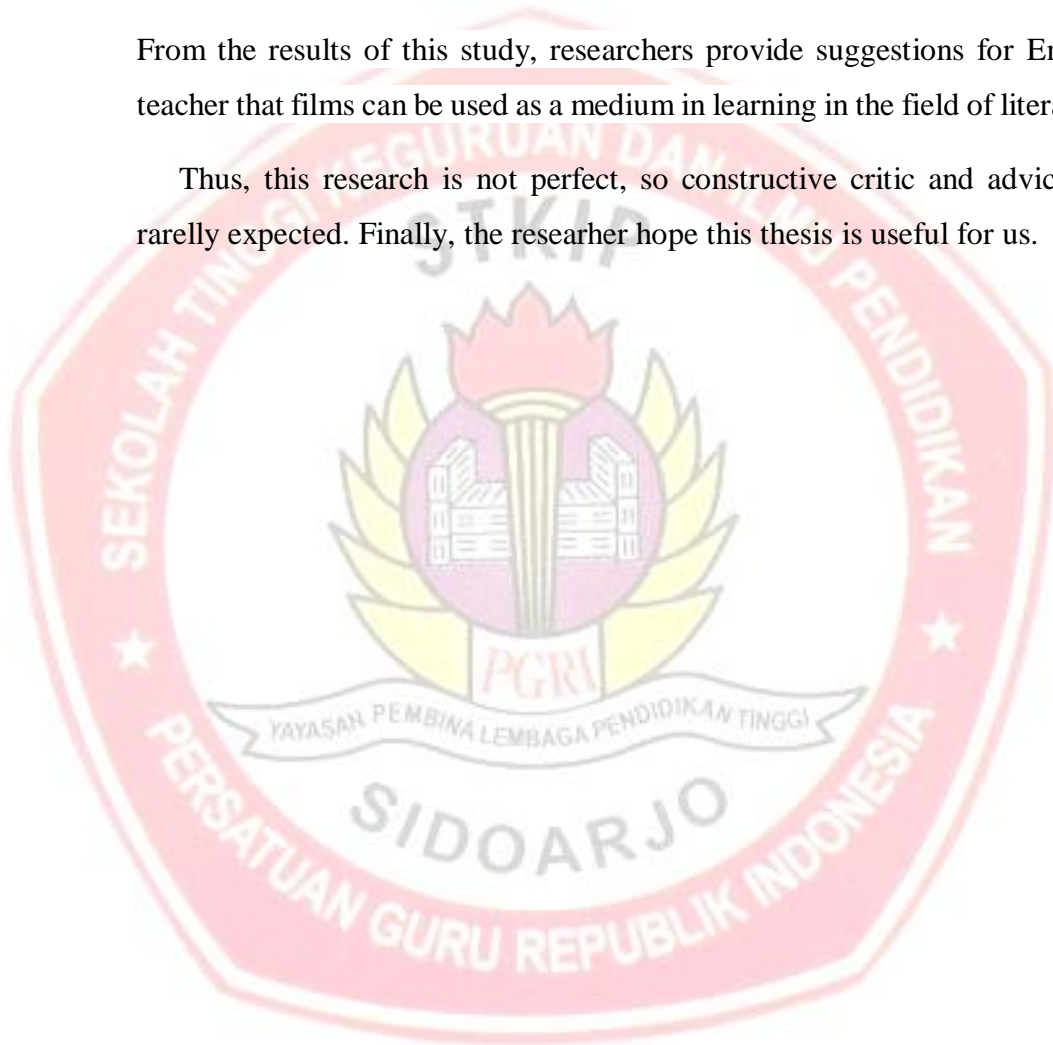 From the results of this study, researchers provide suggestions for En
teacher that films can be used as a medium in learning in the field of litera
Thus, this research is not perfect, so constructive critic and advic
rarelly expected. Finally, the researher hope this thesis is useful for us.
SEKOLAH TINGGI KEGURUAN DAN ILMU PENDIDIKAN
STKIP
PGRI
YAYASAN PEMBINA LEMBAGA PENDIDIKAN TINGGI
SIDOARJO
PERSATUAN GURU REPUBLIK INDONESIA